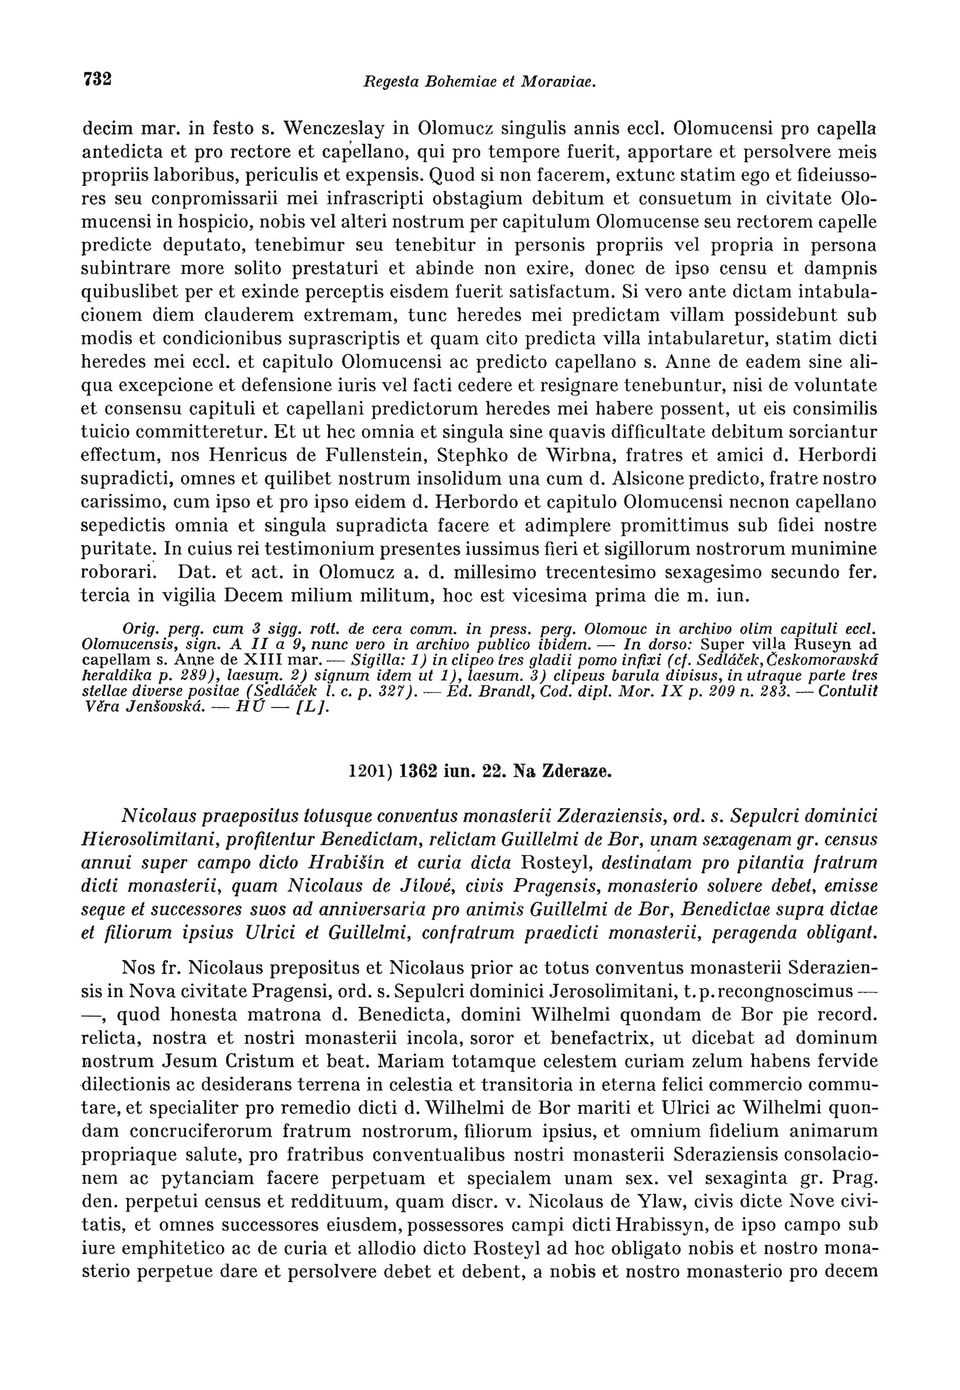 732
Regesta Bohemiae et Moraviae.
decim mar. in festo s. Wenczeslay in Olomucz singulis annis eccl. Olomucensi pro capella
antedicta et pro rectore et capellano, qui pro tempore fuerit, apportare et persolvere meis
propriis laboribus, periculis et expensis. Quod si non facerem, extunc statim ego et fideiusso-
res seu conpromissarii mei infrascripti obstagium debitum et consuetum in civitate Olo-
mucensi in hospicio, nobis vel alteri nostrum per capitulum Olomucense seu rectorem capelle
predicte deputato, tenebimur seu tenebitur in personis propriis vel propria in persona
subintrare more solito prestaturi et abinde non exire, donec de ipso censu et dampnis
quibuslibet per et exinde perceptis eisdem fuerit satisfactum. Si vero ante dictam intabula-
cionem diem clauderem extremam, tunc heredes mei predictam villam possidebunt sub
modis et condicionibus suprascriptis et quam cito predicta villa intabularetur, statim dicti
heredes mei eccl. et capitulo Olomucensi ac predicto capellano s. Anne de eadem sine ali-
qua excepcione et defensione iuris vel facti cedere et resignare tenebuntur, nisi de voluntate
et consensu capituli et capellani predictorum heredes mei habere possent, ut eis consimilis
tuicio committeretur. Et ut hec omnia et singula sine quavis difficultate debitum sorciantur
effectum, nos Henricus de Fullenstein, Stephko de Wirbna, fratres et amici d. Herbordi
supradicti, omnes et quilibet nostrum insolidum una cum d. Alsicone predicto, fratre nostro
carissimo, cum ipso et pro ipso eidem d. Herbordo et capitulo Olomucensi necnon capellano
sepedictis omnia et singula supradicta facere et adimplere promittimus sub fidei nostre
puritate. In cuius rei testimonium presentes iussimus fieri et sigillorum nostrorum munimine
roborari. Dat. et act. in Olomucz a. d. millesimo trecentesimo sexagesimo secundo fer.
tercia in vigilia Decem milium militum, hoc est vicesima prima die m. iun.
Orig. perg. cum 3 sigg. rott. de cera comm. in press. perg. Olomouc in archivo olim capituli eccl.
Olomucensis, sign. A II a 9, nunc vero in archivo publico ibidem. — In dorso: Super villa Ruseyn ad
capellam s. Anne de XIII mar. — Sigilla: 1) in clipeo tres gladii pomo infixi (cf. Sedláček, Českomoravská
heraldika p. 289), laesum. 2) signum idem ut 1), laesum. 3) clipeus barula divisus, in utraque parte tres
stellae diverse positae (Sedláček l. c. p. 327). — Ed. Brandl, Cod. dipl. Mor. IX p. 209 n. 283. — Contulit
Věra Jenšovská. — HÚ — [L].
1201) 1362 iun. 22. Na Zderaze.
Nicolaus praepositus totusque conventus monasterii Zderaziensis, ord. s. Sepulcri dominici
Hierosolimitani, profitentur Benedictam, relictam Guillelmi de Bor, unam sexagenam gr. census
annui super campo dicto Hrabišín et curia dicta Rosteyl, destinatam pro pitantia fratrum
dicti monasterii, quam Nicolaus de Jílové, civis Pragensis, monasterio solvere debet, emisse
seque et successores suos ad anniversaria pro animis Guillelmi de Bor, Benedictae supra dictae
et filiorum ipsius Ulrici et Guillelmi, confratrum praedicti monasterii, peragenda obligant.
Nos fr. Nicolaus prepositus et Nicolaus prior ac totus conventus monasterii Sderazien-
sis in Nova civitate Pragensi, ord. s. Sepulcri dominici Jerosolimitani, t. p. recongnoscimus —
—, quod honesta matrona d. Benedicta, domini Wilhelmi quondam de Bor pie record.
relicta, nostra et nostri monasterii incola, soror et benefactrix, ut dicebat ad dominum
nostrum Jesum Cristum et beat. Mariam totamque celestem curiam zelum habens fervide
dilectionis ac desiderans terrena in celestia et transitoria in eterna felici commercio commu-
tare, et specialiter pro remedio dicti d. Wilhelmi de Bor mariti et Ulrici ac Wilhelmi quon-
dam concruciferorum fratrum nostrorum, filiorum ipsius, et omnium fidelium animarum
propriaque salute, pro fratribus conventualibus nostri monasterii Sderaziensis consolacio-
nem ac pytanciam facere perpetuam et specialem unam sex. vel sexaginta gr. Prag.
den. perpetui census et reddituum, quam discr. v. Nicolaus de Ylaw, civis dicte Nove civi-
tatis, et omnes successores eiusdem, possessores campi dicti Hrabissyn, de ipso campo sub
iure emphitetico ac de curia et allodio dicto Rosteyl ad hoc obligato nobis et nostro mona-
sterio perpetue dare et persolvere debet et debent, a nobis et nostro monasterio pro decem